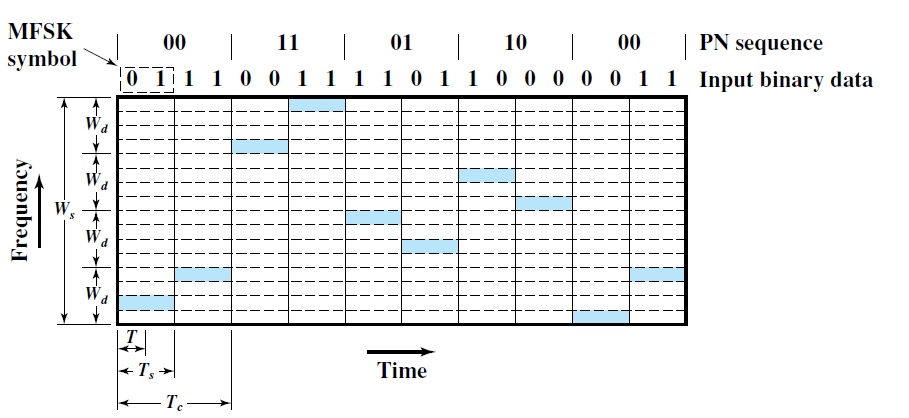 MFSK
symbol
00 11 01 10 00 PN sequence
0 1 1 1 0 0 1 1 1 1 0 1 1 0 0 0 0 0 1 1 Input binary data
W_d
W_d
W_s
W_d
W_d
Frequency
T
T_s
T_c
Time